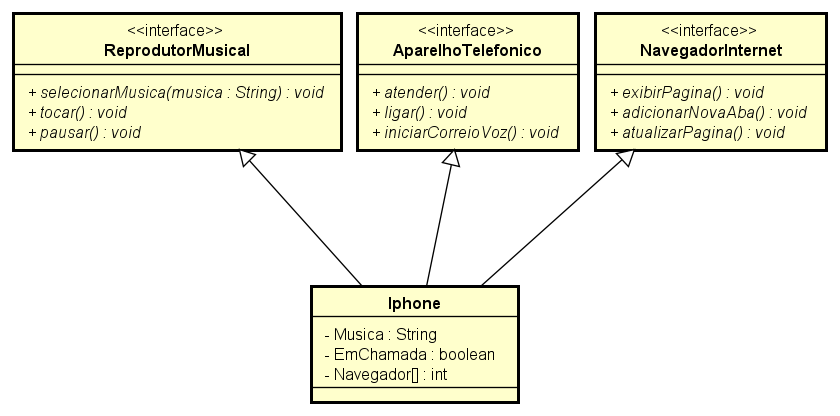 <<interface>>
ReprodutorMusical
+ selecionarMusica(musica : String) : void
+ tocar() : void
+ pausar() : void
<<interface>>
AparelhoTelefonico
+ atender() : void
+ ligar() : void
+ iniciarCorreioVoz() : void
<<interface>>
NavegadorInternet
+ exibirPagina() : void
+ adicionarNovaAba() : void
+ atualizarPagina() : void
Iphone
- Musica : String
- EmChamada : boolean
- Navegador[] : int